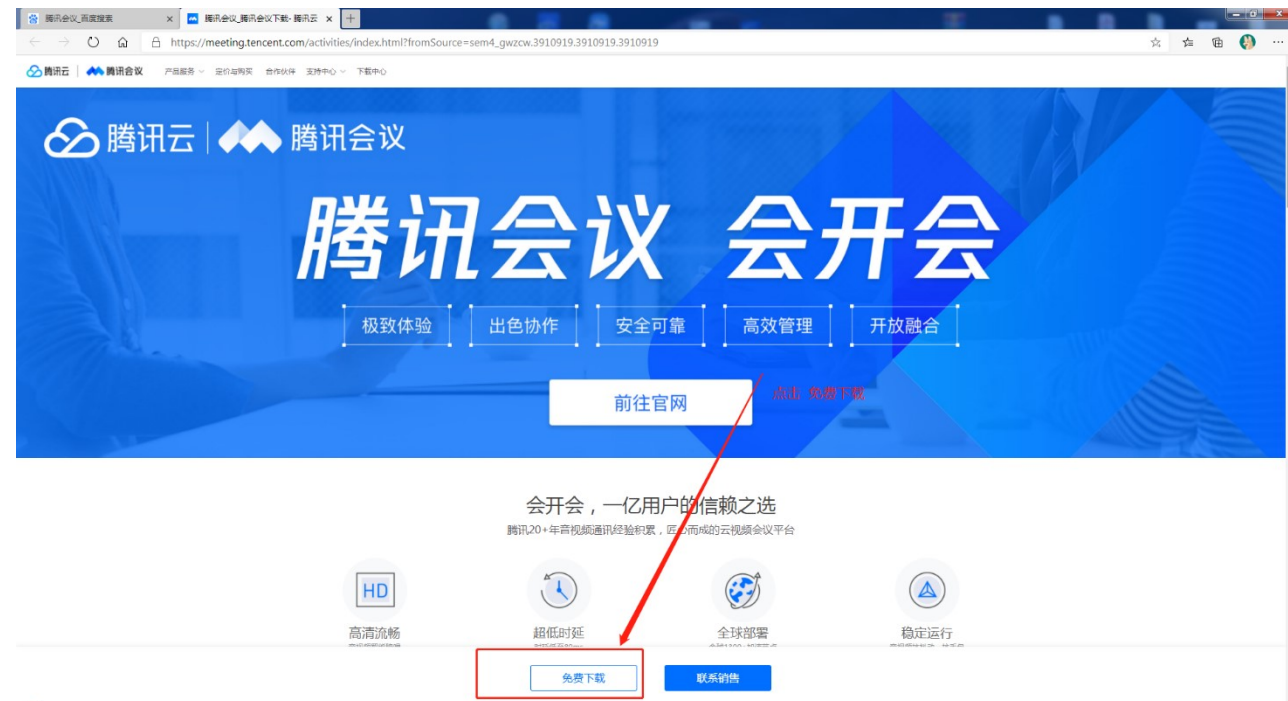 腾讯会议_百度搜索
腾讯会议_腾讯会议下载-腾讯云
https://meeting.tencent.com/activities/index.html?fromSource=sem4_gwzcw.3910919.3910919.3910919
腾讯云 腾讯会议 产品服务 定价与购买 合作伙伴 支持中心 下载中心
腾讯云 腾讯会议
腾讯会议 会开会
极致体验 出色协作 安全可靠 高效管理 开放融合
前往官网
点击 免费下载
会开会，一亿用户的信赖之选
腾讯20+年音视频通讯经验积累，匠心而成的云视频会议平台
HD
高清流畅 超低时延 全球部署 稳定运行
免费下载 联系销售